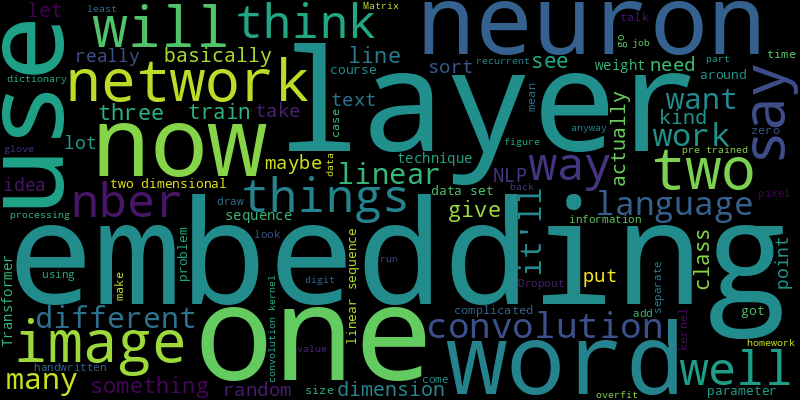 let
least
Matrix
neuron
will
think
talk
use
really
basically
line
go
job
network
layer
sort
recurrent
see
weight
need
part
time
dictionary
course
around
say
three
train
take
text
case
mean
want
kind
zero
lot
now
anyway
actually
work
glove
maybe
data
technique
figure
pre trained
idea
two dimensional
linear
NLP
way
two
pixel
nber
things
draw
data set
back
language
processing
sequence
give
it'll
information
embedding
look
problem
class
point
Transformer
using
make
convolution kernel
digit
run
Dropout
put
separate
linear sequence
different
one
complicated
add
got
image
value
word
convolution
kernel
homework
handwritten
well
many
something
random
size
dimension
come
overfit
parameter